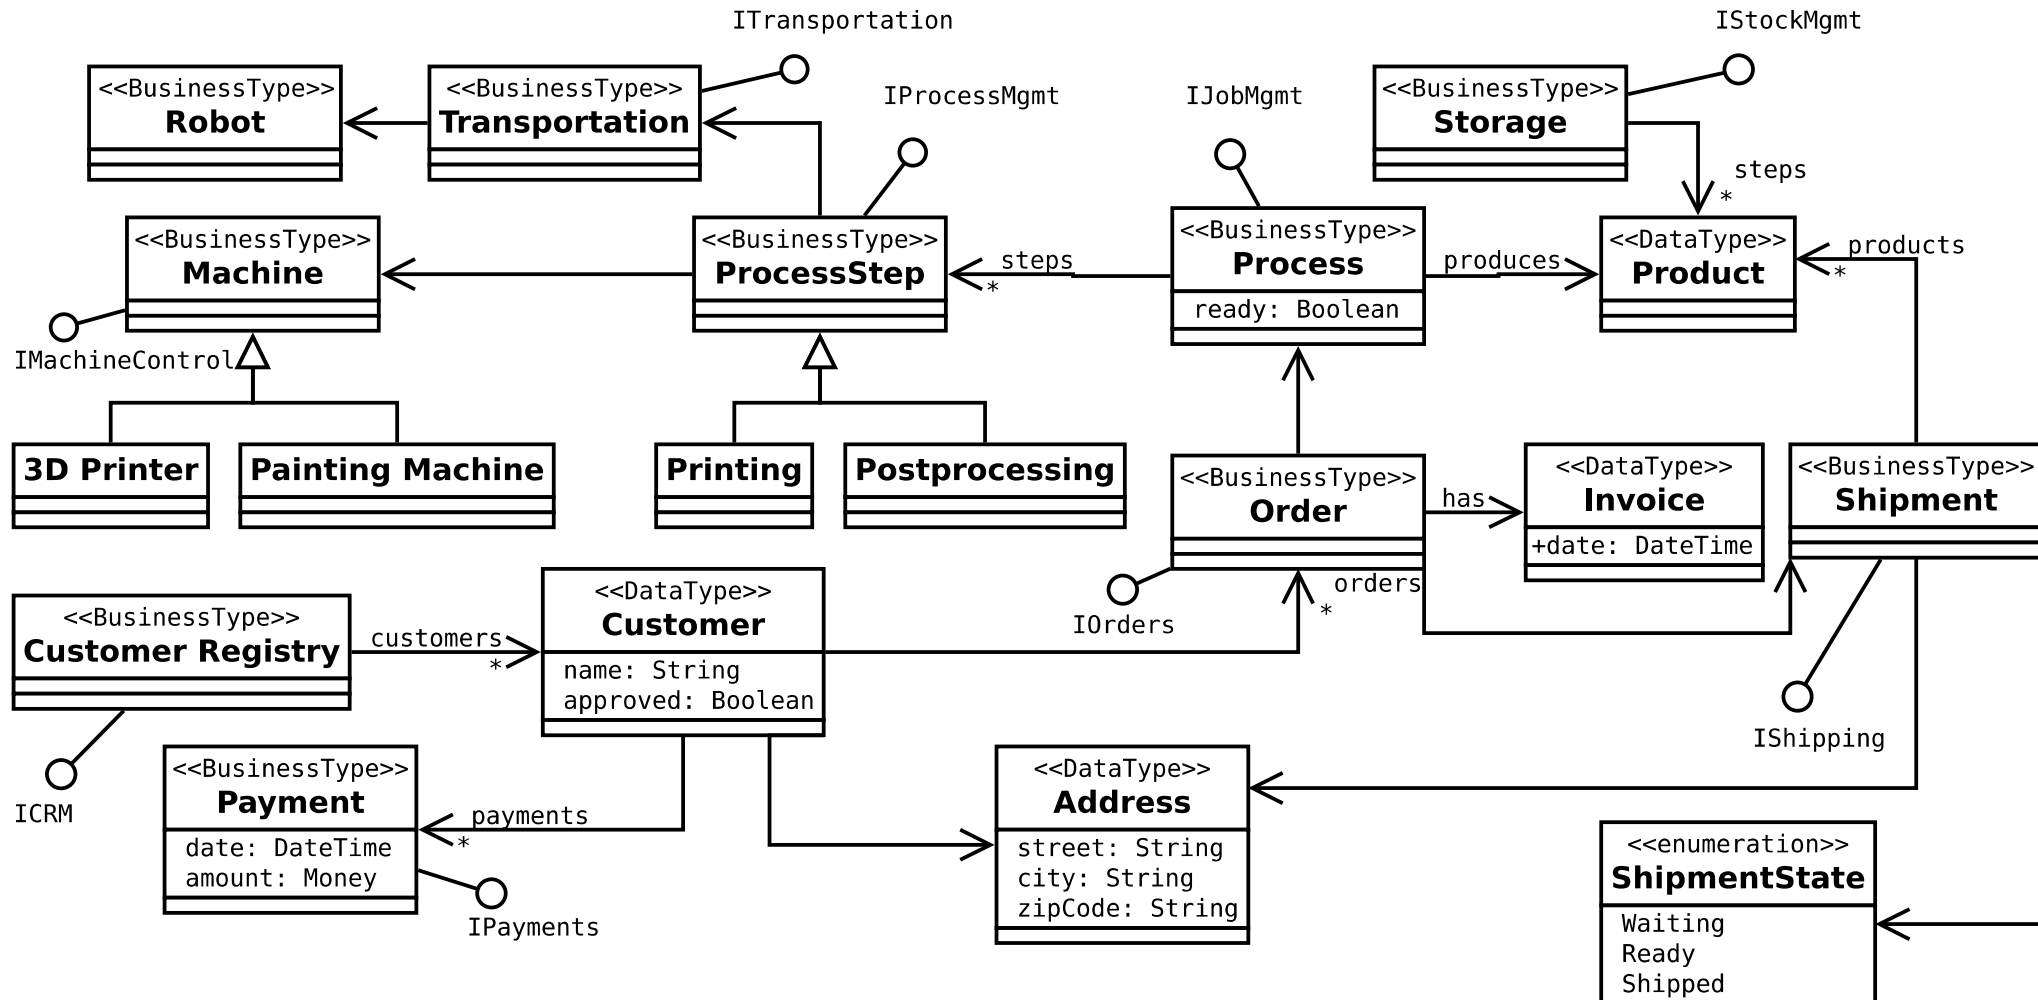 ITransportation
IStockMgmt
<<BusinessType>>
Robot
<<BusinessType>>
Transportation
IProcessMgmt
IJobMgmt
<<BusinessType>>
Storage
steps
*
<<BusinessType>>
Machine
<<BusinessType>>
ProcessStep
steps
*
<<BusinessType>>
Process
ready: Boolean
produces
<<DataType>>
Product
products
*
IMachineControl
3D Printer
Painting Machine
Printing
Postprocessing
<<BusinessType>>
Order
has
<<DataType>>
Invoice
+date: DateTime
<<BusinessType>>
Shipment
<<BusinessType>>
Customer Registry
customers
*
<<DataType>>
Customer
name: String
approved: Boolean
IOrders
orders
*
IShipping
ICRM
<<BusinessType>>
Payment
date: DateTime
amount: Money
payments
*
IPayments
<<DataType>>
Address
street: String
city: String
zipCode: String
<<enumeration>>
ShipmentState
Waiting
Ready
Shipped